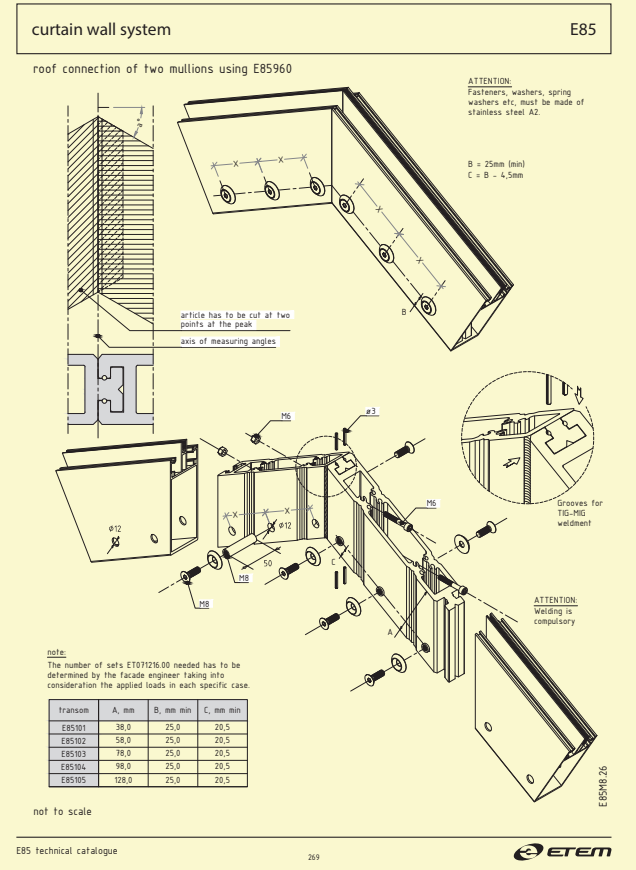 curtain wall system
E85
roof connection of two mullions using E85960
ATTENTION:
Fasteners, washers, spring
washers etc, must be made of
stainless steel A2.
B = 25mm (min)
C = B - 4,5mm
a°
x
x
x
x
x
x
B
article has to be cut at two
points at the peak
axis of measuring angles
M6
ø3
M6
Grooves for
TIG-MIG
weldment
Ø12
x
x
Ø12
50
C
M8
M8
A
ATTENTION:
Welding is
compulsory
note:
The number of sets ET071216.00 needed has to be
determined by the facade engineer taking into
consideration the applied loads in each specific case.
transom A, mm B, mm min C, mm min
E85101 38,0 25,0 20,5
E85102 58,0 25,0 20,5
E85103 78,0 25,0 20,5
E85104 98,0 25,0 20,5
E85105 128,0 25,0 20,5
E85M8.26
not to scale
E85 technical catalogue
269
ETEM